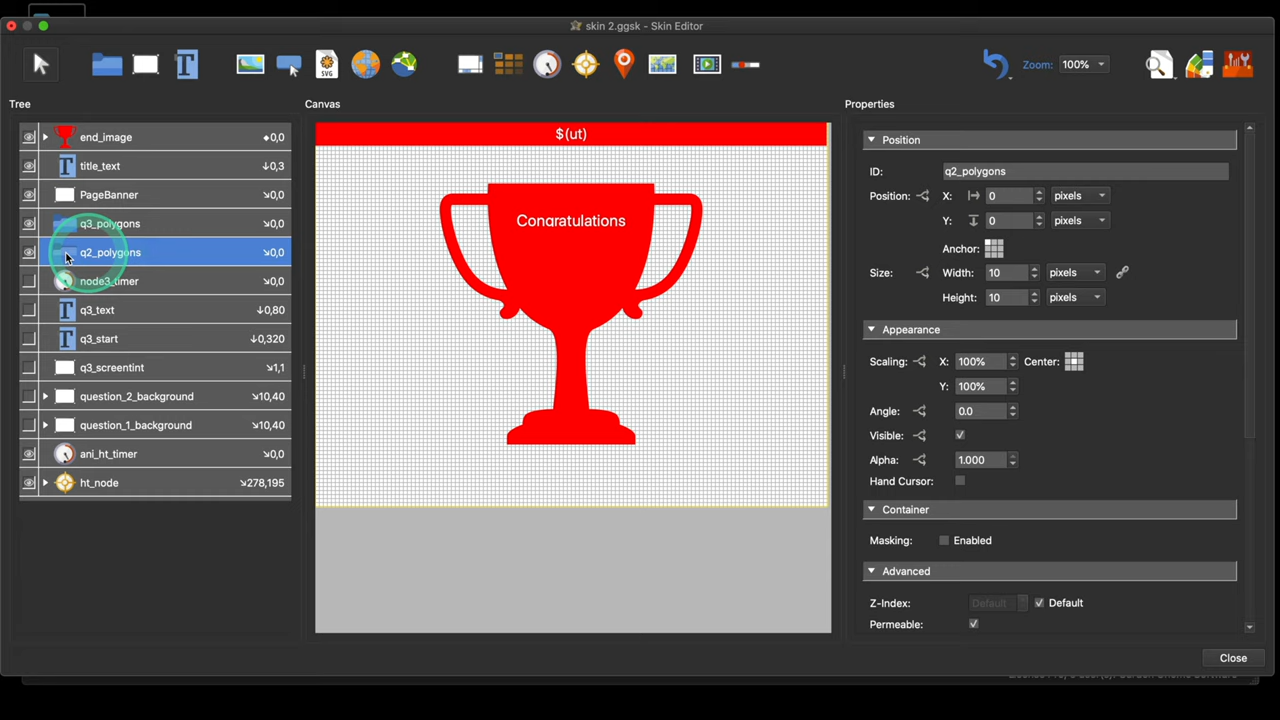 skin 2.ggsk - Skin Editor
T
SVG
Zoom: 100%
Tree
Canvas
Properties
end_image 0,0
T title_text ↓0,3
PageBanner ↘0,0
q3_polygons ↘0,0
q2_polygons ↘0,0
node3_timer ↘0,0
T q3_text ↓0,80
T q3_start ↓0,320
q3_screentint ↘1,1
question_2_background ↘10,40
question_1_background ↘10,40
ani_ht_timer ↘0,0
ht_node ↘278,195
$(ut)
Congratulations
Position
ID: q2_polygons
Position: X: 0 pixels
Y: 0 pixels
Anchor:
Size: Width: 10 pixels
Height: 10 pixels
Appearance
Scaling: X: 100% Center:
Y: 100%
Angle: 0.0
Visible:
Alpha: 1.000
Hand Cursor:
Container
Masking: Enabled
Advanced
Z-Index: Default Default
Permeable:
Close